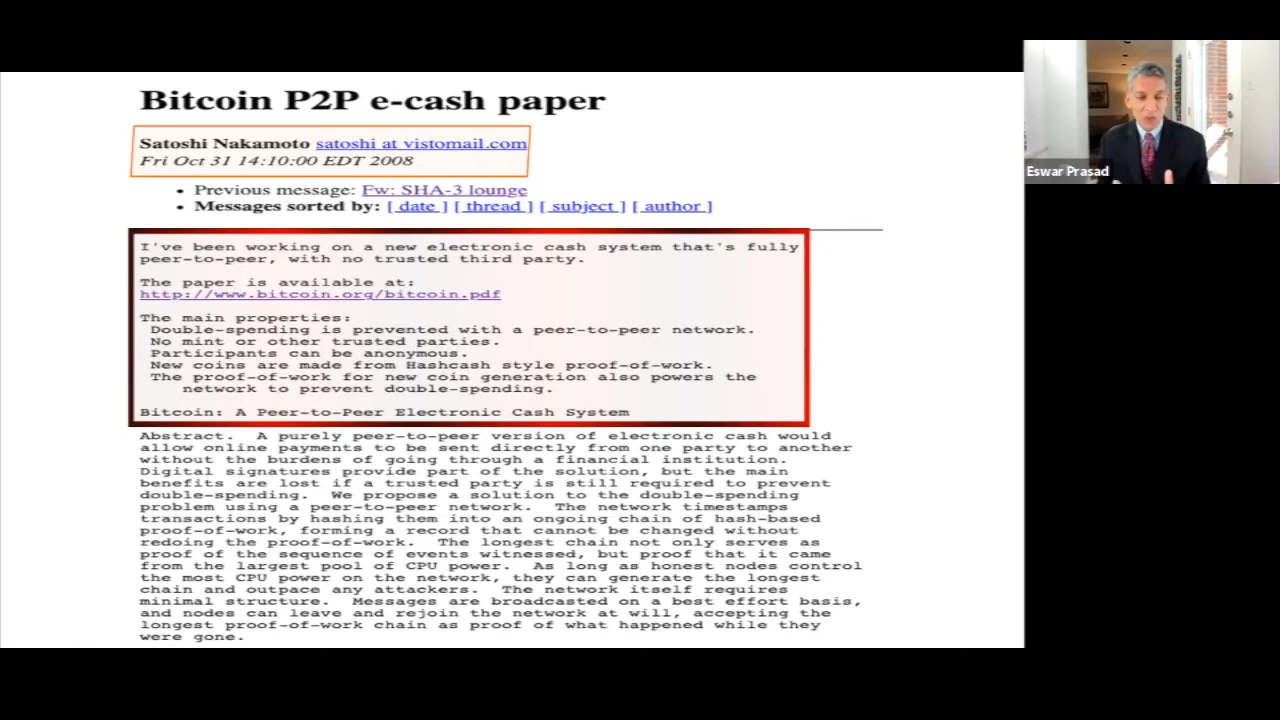 Bitcoin P2P e-cash paper
Satoshi Nakamoto satoshi at vistomail.com
Fri Oct 31 14:10:00 EDT 2008
• Previous message: Fw: SHA-3 lounge
• Messages sorted by: [ date ] [ thread ] [ subject ] [ author ]
I've been working on a new electronic cash system that's fully
peer-to-peer, with no trusted third party.
The paper is available at:
http://www.bitcoin.org/bitcoin.pdf
The main properties:
Double-spending is prevented with a peer-to-peer network.
No mint or other trusted parties.
Participants can be anonymous.
New coins are made from Hashcash style proof-of-work.
The proof-of-work for new coin generation also powers the
network to prevent double-spending.
Bitcoin: A Peer-to-Peer Electronic Cash System
Abstract. A purely peer-to-peer version of electronic cash would
allow online payments to be sent directly from one party to another
without the burdens of going through a financial institution.
Digital signatures provide part of the solution, but the main
benefits are lost if a trusted party is still required to prevent
double-spending. We propose a solution to the double-spending
problem using a peer-to-peer network. The network timestamps
transactions by hashing them into an ongoing chain of hash-based
proof-of-work, forming a record that cannot be changed without
redoing the proof-of-work. The longest chain not only serves as
proof of the sequence of events witnessed, but proof that it came
from the largest pool of CPU power. As long as honest nodes control
the most CPU power on the network, they can generate the longest
chain and outpace any attackers. The network itself requires
minimal structure. Messages are broadcasted on a best effort basis,
and nodes can leave and rejoin the network at will, accepting the
longest proof-of-work chain as proof of what happened while they
were gone.
Eswar Prasad